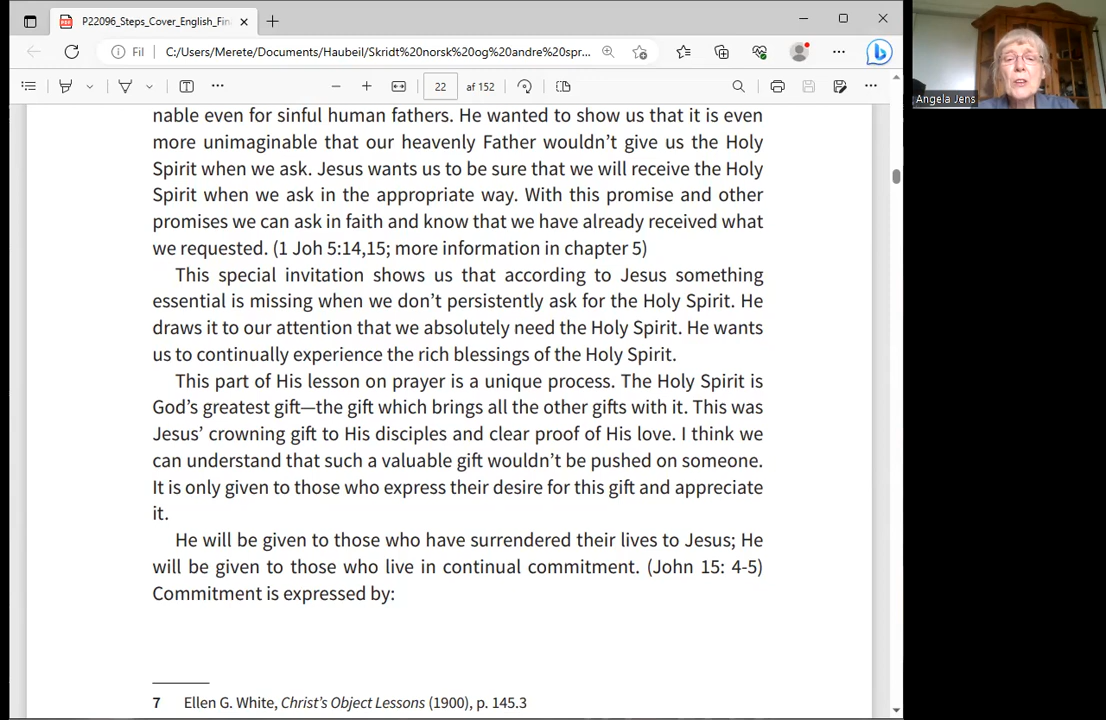 P22096_Steps_Cover_English_Fin
Fil
C:/Users/Merete/Documents/Haubeil/Skridt%20norsk%20og%20andre%20spr...
22
af 152
Angela Jens
nable even for sinful human fathers. He wanted to show us that it is even
more unimaginable that our heavenly Father wouldn’t give us the Holy
Spirit when we ask. Jesus wants us to be sure that we will receive the Holy
Spirit when we ask in the appropriate way. With this promise and other
promises we can ask in faith and know that we have already received what
we requested. (1 Joh 5:14,15; more information in chapter 5)
This special invitation shows us that according to Jesus something
essential is missing when we don’t persistently ask for the Holy Spirit. He
draws it to our attention that we absolutely need the Holy Spirit. He wants
us to continually experience the rich blessings of the Holy Spirit.
This part of His lesson on prayer is a unique process. The Holy Spirit is
God’s greatest gift—the gift which brings all the other gifts with it. This was
Jesus’ crowning gift to His disciples and clear proof of His love. I think we
can understand that such a valuable gift wouldn’t be pushed on someone.
It is only given to those who express their desire for this gift and appreciate
it.
He will be given to those who have surrendered their lives to Jesus; He
will be given to those who live in continual commitment. (John 15: 4-5)
Commitment is expressed by:
7 Ellen G. White, Christ’s Object Lessons (1900), p. 145.3